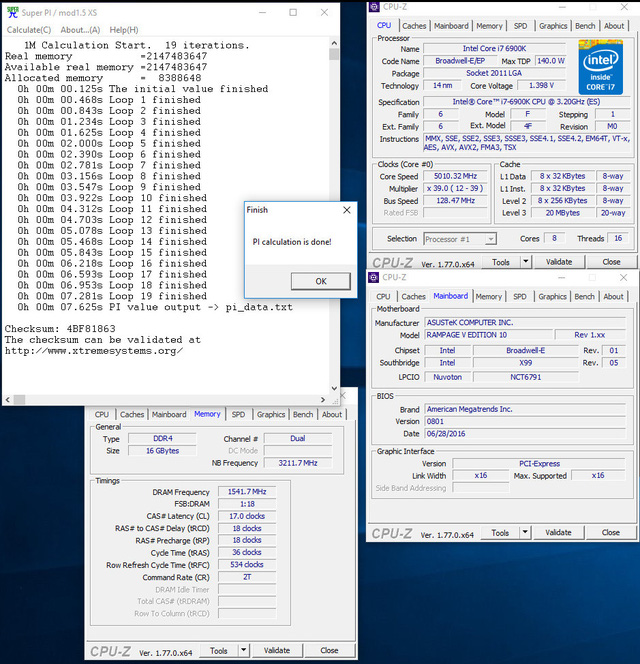 Super PI / mod1.5 XS
Calculate(C) About...(A) Help(H)
1M Calculation Start. 19 iterations.
Real memory =2147483647
Available real memory =2147483647
Allocated memory = 8388648
0h 00m 00.125s The initial value finished
0h 00m 00.468s Loop 1 finished
0h 00m 00.843s Loop 2 finished
0h 00m 01.234s Loop 3 finished
0h 00m 01.625s Loop 4 finished
0h 00m 02.000s Loop 5 finished
0h 00m 02.390s Loop 6 finished
0h 00m 02.781s Loop 7 finished
0h 00m 03.156s Loop 8 finished
0h 00m 03.547s Loop 9 finished
0h 00m 03.922s Loop 10 finished
0h 00m 04.312s Loop 11 finished
0h 00m 04.703s Loop 12 finished
0h 00m 05.078s Loop 13 finished
0h 00m 05.468s Loop 14 finished
0h 00m 05.843s Loop 15 finished
0h 00m 06.218s Loop 16 finished
0h 00m 06.593s Loop 17 finished
0h 00m 06.953s Loop 18 finished
0h 00m 07.281s Loop 19 finished
0h 00m 07.625s PI value output -> pi_data.txt
Checksum: 4BF81863
The checksum can be validated at
http://www.xtremesystems.org/
Finish
PI calculation is done!
OK
CPU-Z
CPU Caches Mainboard Memory SPD Graphics Bench About
Processor
Name Intel Core i7 6900K
Code Name Broadwell-E/EP Max TDP 140.0 W
Package Socket 2011 LGA
Technology 14 nm Core Voltage 1.398 V
intel inside™ CORE™ i7
Specification Intel® Core™ i7-6900K CPU @ 3.20GHz (ES)
Family 6 Model F Stepping 1
Ext. Family 6 Ext. Model 4F Revision M0
Instructions MMX, SSE, SSE2, SSE3, SSSE3, SSE4.1, SSE4.2, EM64T, VT-x,
AES, AVX, AVX2, FMA3, TSX
Clocks (Core #0)
Core Speed 5010.32 MHz
Multiplier x 39.0 ( 12 - 39 )
Bus Speed 128.47 MHz
Rated FSB
Cache
L1 Data 8 x 32 KBytes 8-way
L1 Inst. 8 x 32 KBytes 8-way
Level 2 8 x 256 KBytes 8-way
Level 3 20 MBytes 20-way
Selection Processor #1 Cores 8 Threads 16
CPU-Z Ver. 1.77.0.x64 Tools Validate Close
CPU-Z
CPU Caches Mainboard Memory SPD Graphics Bench About
Motherboard
Manufacturer ASUSTeK COMPUTER INC.
Model RAMPAGE V EDITION 10 Rev 1.xx
Chipset Intel Broadwell-E Rev. 01
Southbridge Intel X99 Rev. 05
LPCIO Nuvoton NCT6791
BIOS
Brand American Megatrends Inc.
Version 0801
Date 06/28/2016
Graphic Interface
Version PCI-Express
Link Width x16 Max. Supported x16
Side Band Addressing
CPU-Z Ver. 1.77.0.x64 Tools Validate Close
CPU Caches Mainboard Memory SPD Graphics Bench About
General
Type DDR4 Channel # Dual
Size 16 GBytes DC Mode
NB Frequency 3211.7 MHz
Timings
DRAM Frequency 1541.7 MHz
FSB:DRAM 1:18
CAS# Latency (CL) 17.0 clocks
RAS# to CAS# Delay (tRCD) 18 clocks
RAS# Precharge (tRP) 18 clocks
Cycle Time (tRAS) 36 clocks
Row Refresh Cycle Time (tRFC) 534 clocks
Command Rate (CR) 2T
DRAM Idle Timer
Total CAS# (tRDRAM)
Row To Column (tRCD)
CPU-Z Ver. 1.77.0.x64 Tools Validate Close